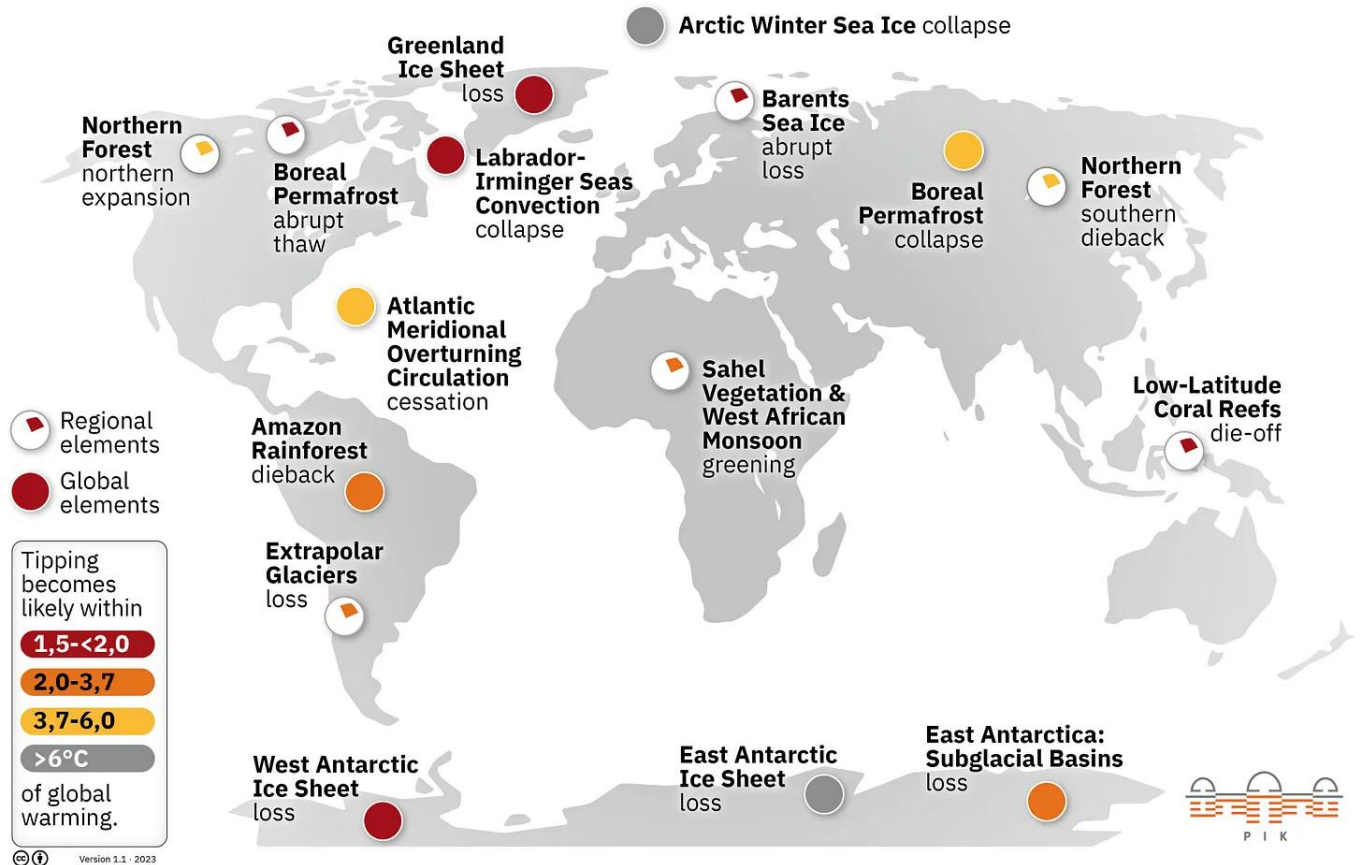 Arctic Winter Sea Ice collapse
Greenland
Ice Sheet
loss
Barents
Sea Ice
abrupt
loss
Northern
Forest
northern
expansion
Boreal
Permafrost
abrupt
thaw
Labrador-
Irminger Seas
Convection
collapse
Boreal
Permafrost
collapse
Northern
Forest
southern
dieback
Atlantic
Meridional
Overturning
Circulation
cessation
Sahel
Vegetation &
West African
Monsoon
greening
Low-Latitude
Coral Reefs
die-off
Regional
elements
Global
elements
Amazon
Rainforest
dieback
Extrapolar
Glaciers
loss
Tipping
becomes
likely within
1,5-<2,0
2,0-3,7
3,7-6,0
>6°C
of global
warming.
West Antarctic
Ice Sheet
loss
East Antarctic
Ice Sheet
loss
East Antarctica:
Subglacial Basins
loss
PIK
cc
Version 1.1 · 2023